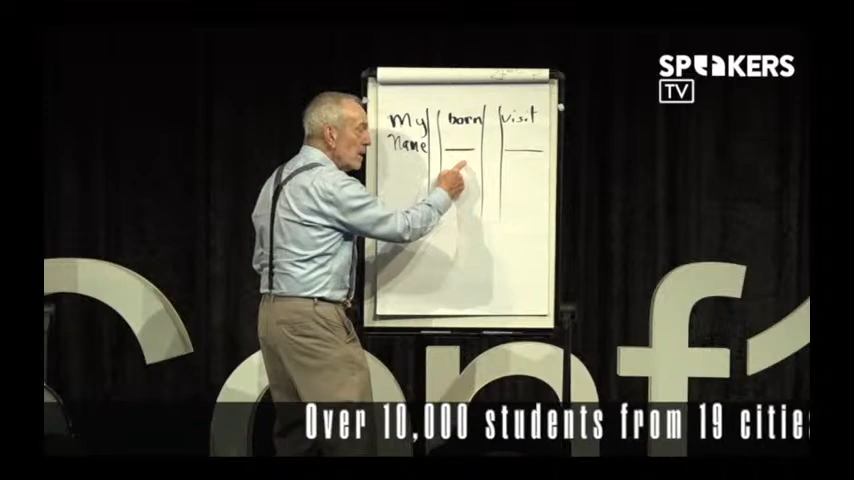 SPEAKERS
TV
My born visit
Name
Conf
Over 10,000 students from 19 citie